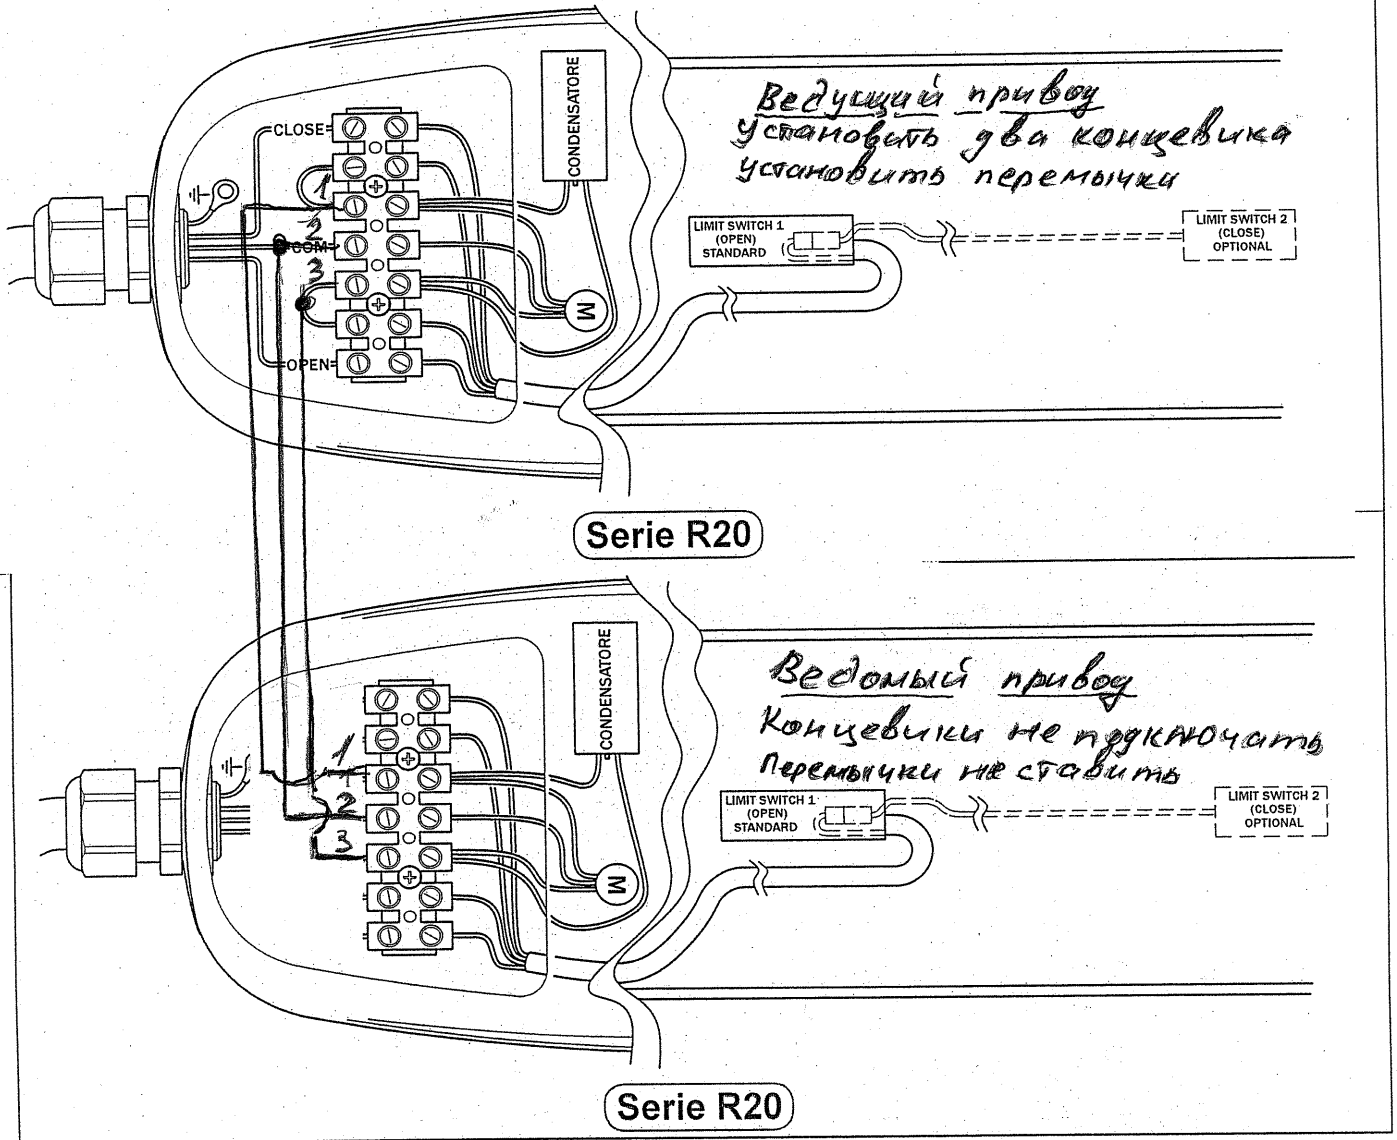 Ведущий привод
установить два концевика
установить перемычки
CONDENSATORE
CLOSE
1
2
COM
3
OPEN
M
LIMIT SWITCH 1
(OPEN)
STANDARD
LIMIT SWITCH 2
(CLOSE)
OPTIONAL
Serie R20
Ведомый привод
Концевики не подключать
Перемычки не ставить
CONDENSATORE
1
2
3
M
LIMIT SWITCH 1
(OPEN)
STANDARD
LIMIT SWITCH 2
(CLOSE)
OPTIONAL
Serie R20